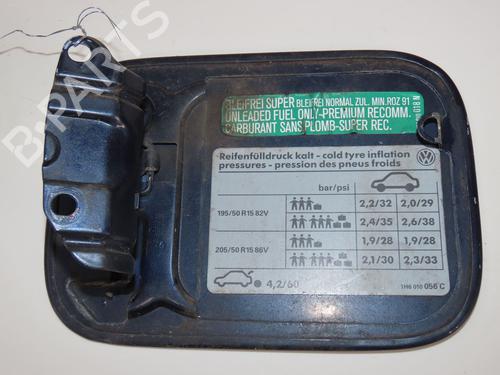 BLEIFREI SUPER BLEIFREI NORMAL ZUL. MIN. ROZ 91
UNLEADED FUEL ONLY-PREMIUM RECOMM.
CARBURANT SANS PLOMB-SUPER REC.
018 N
Reifenfülldruck kalt - cold tyre inflation
pressures - pression des pneus froids
bar/psi
195/50 R15 82V
2,2/32 2,0/29
2,4/35 2,6/38
205/50 R15 86V
1,9/28 1,9/28
2,1/30 2,3/33
4,2/60
1H6 010 056 C
B-PARTS